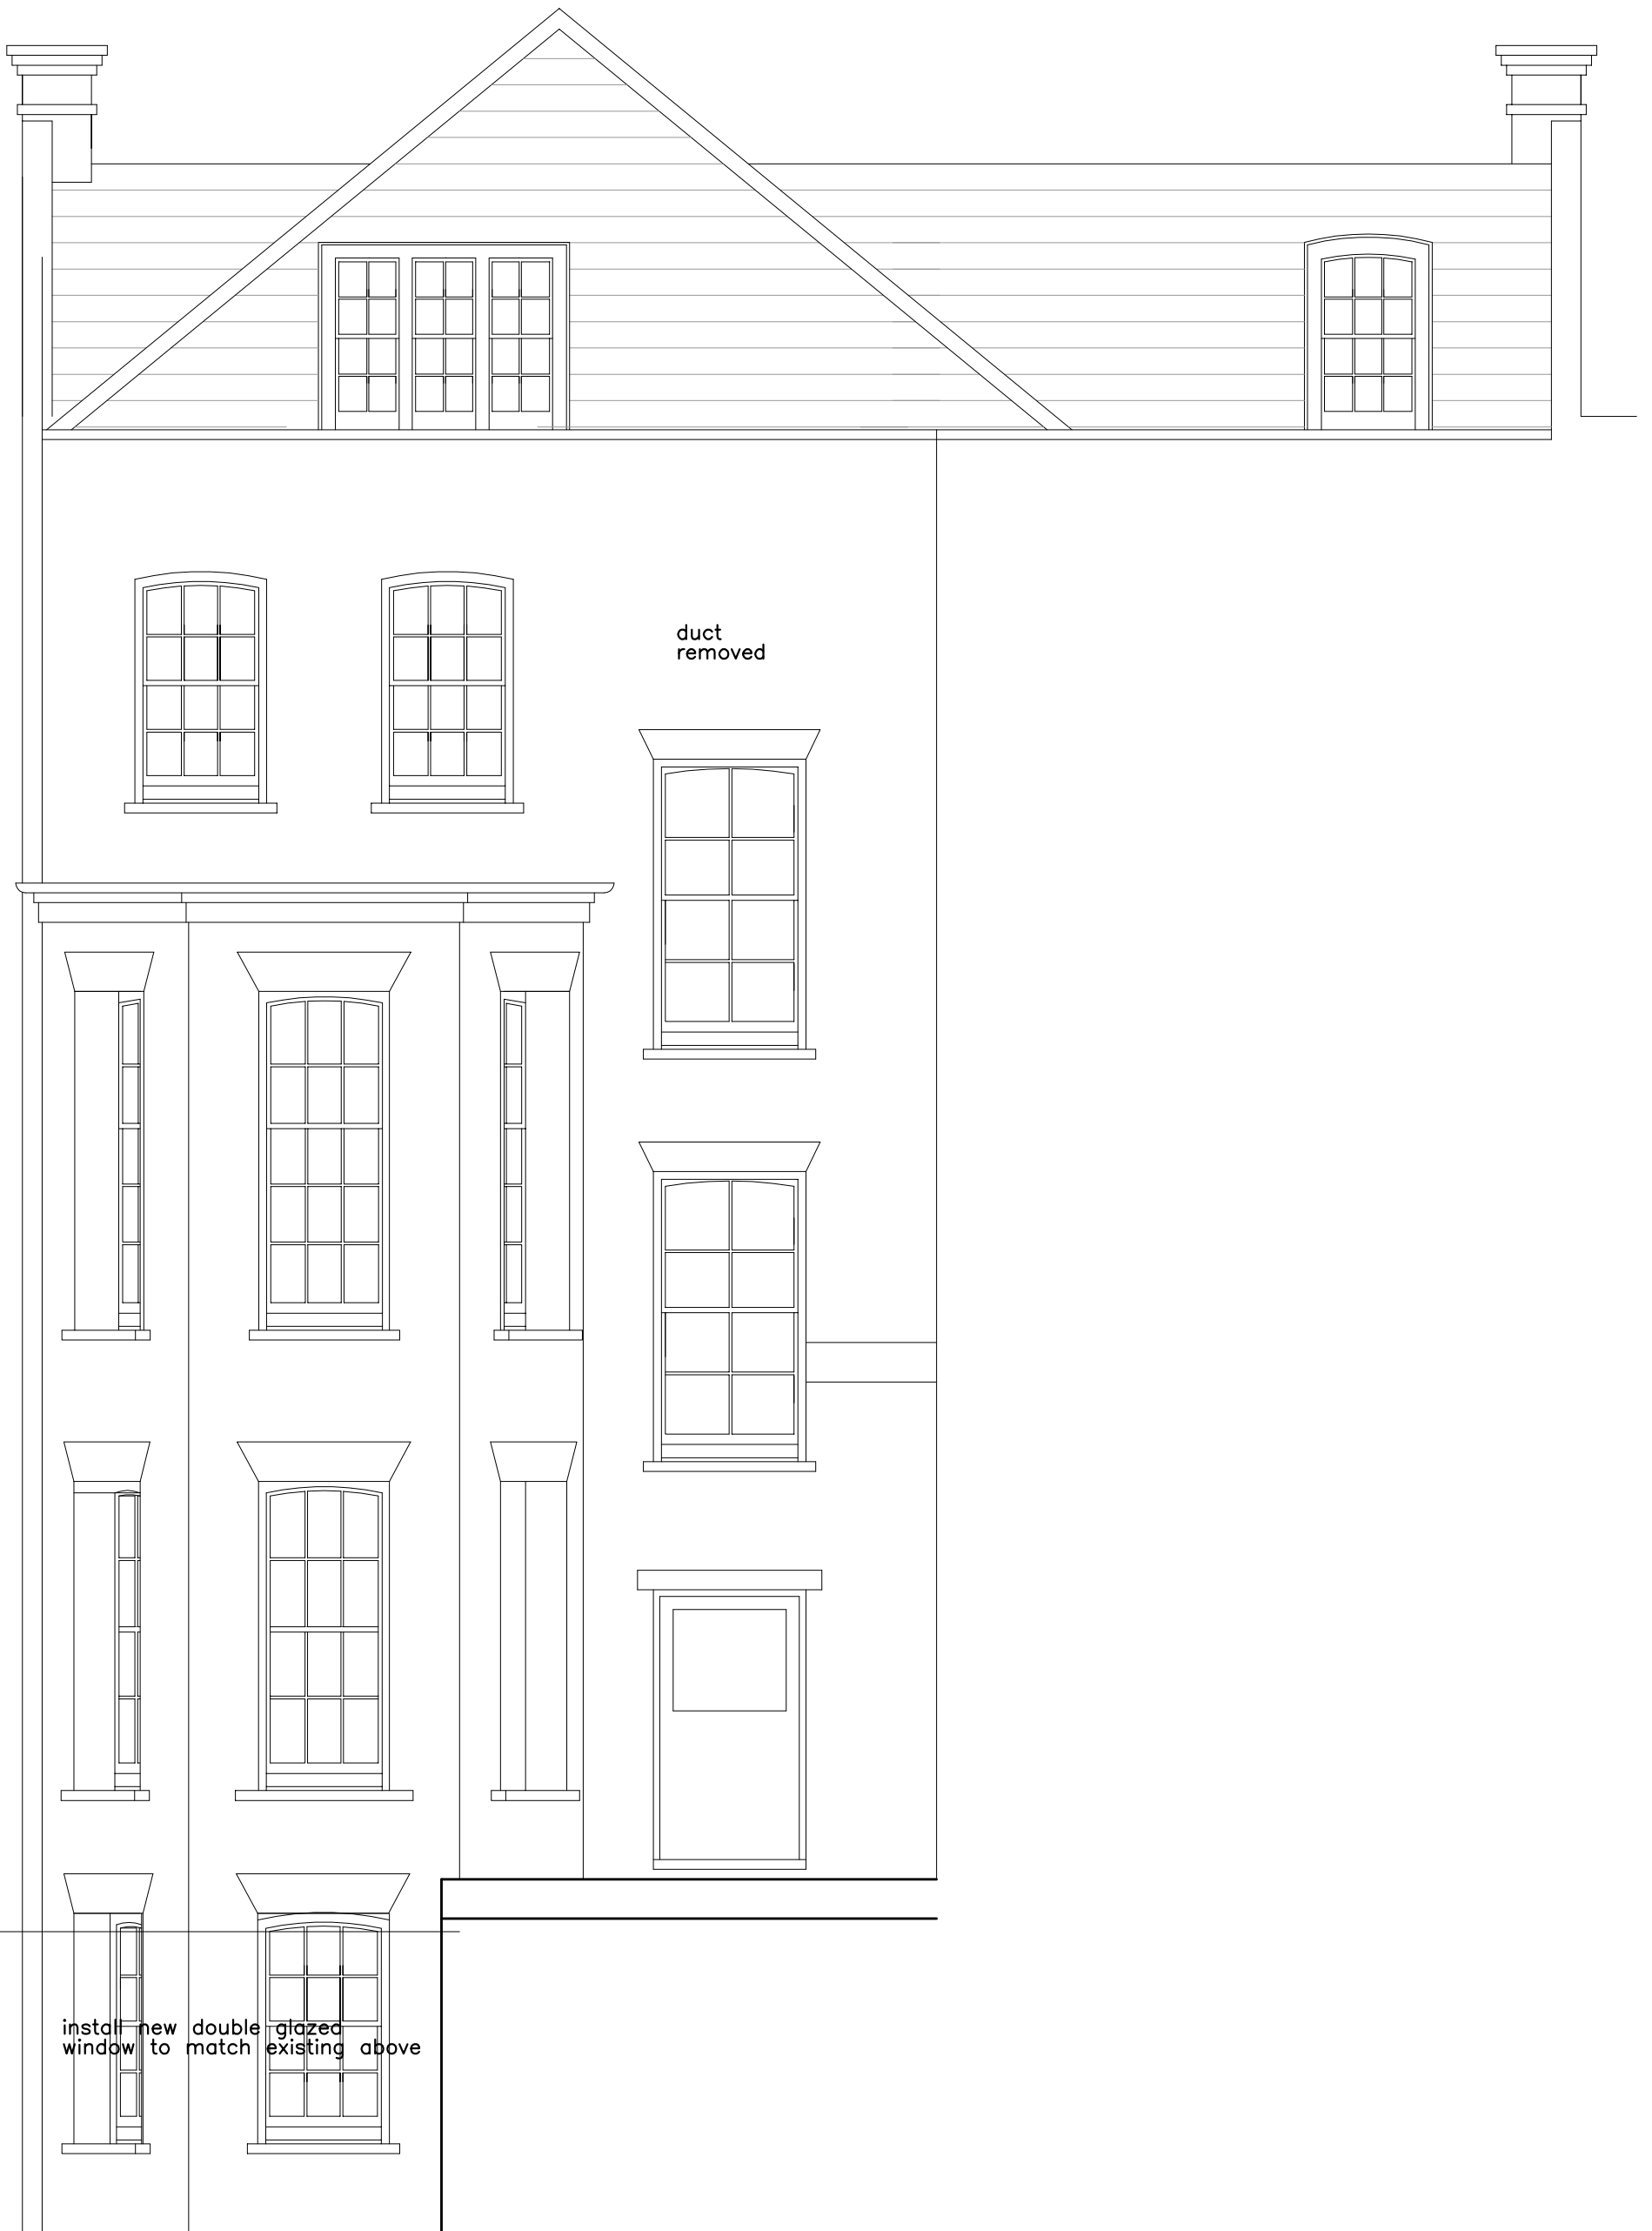 duct
removed
install new double glazed
window to match existing above